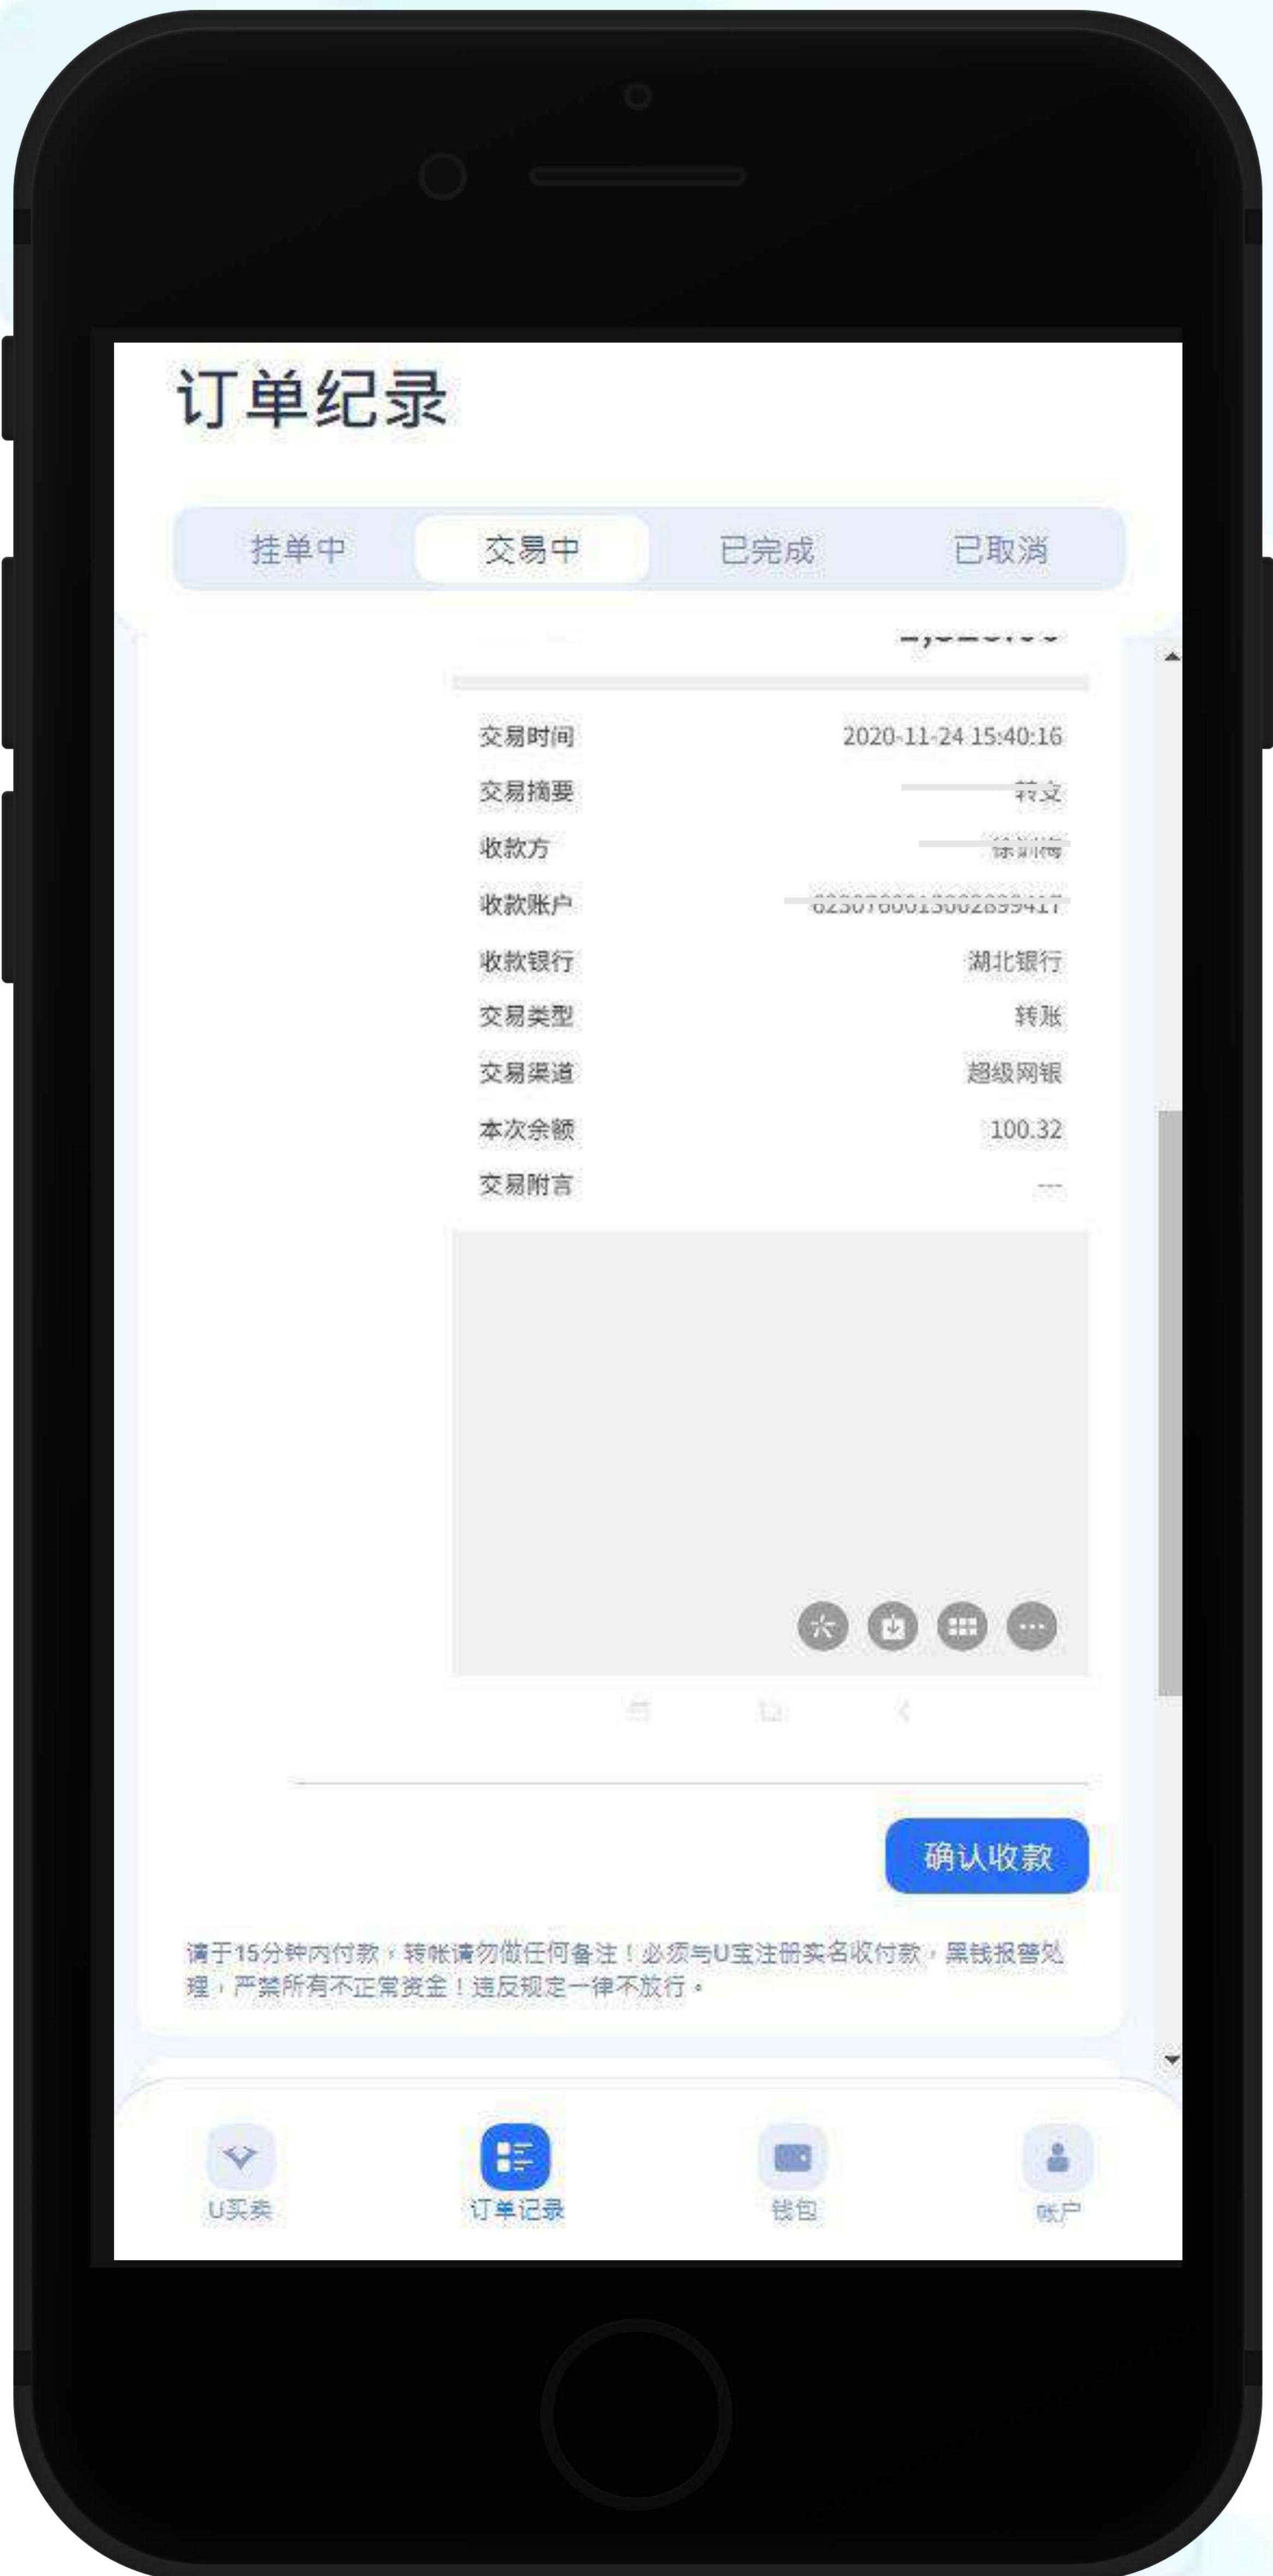 订单纪录
挂单中 交易中 已完成 已取消
交易时间 2020-11-24 15:40:16
交易摘要 转支
收款方
收款账户
收款银行 湖北银行
交易类型 转账
交易渠道 超级网银
本次余额 100.32
交易附言 ---
确认收款
请于15分钟内付款，转帐请勿做任何备注！必须与U宝注册实名收付款，黑钱报警处
理，严禁所有不正常资金！违反规定一律不放行。
U买卖 订单记录 钱包 帐户